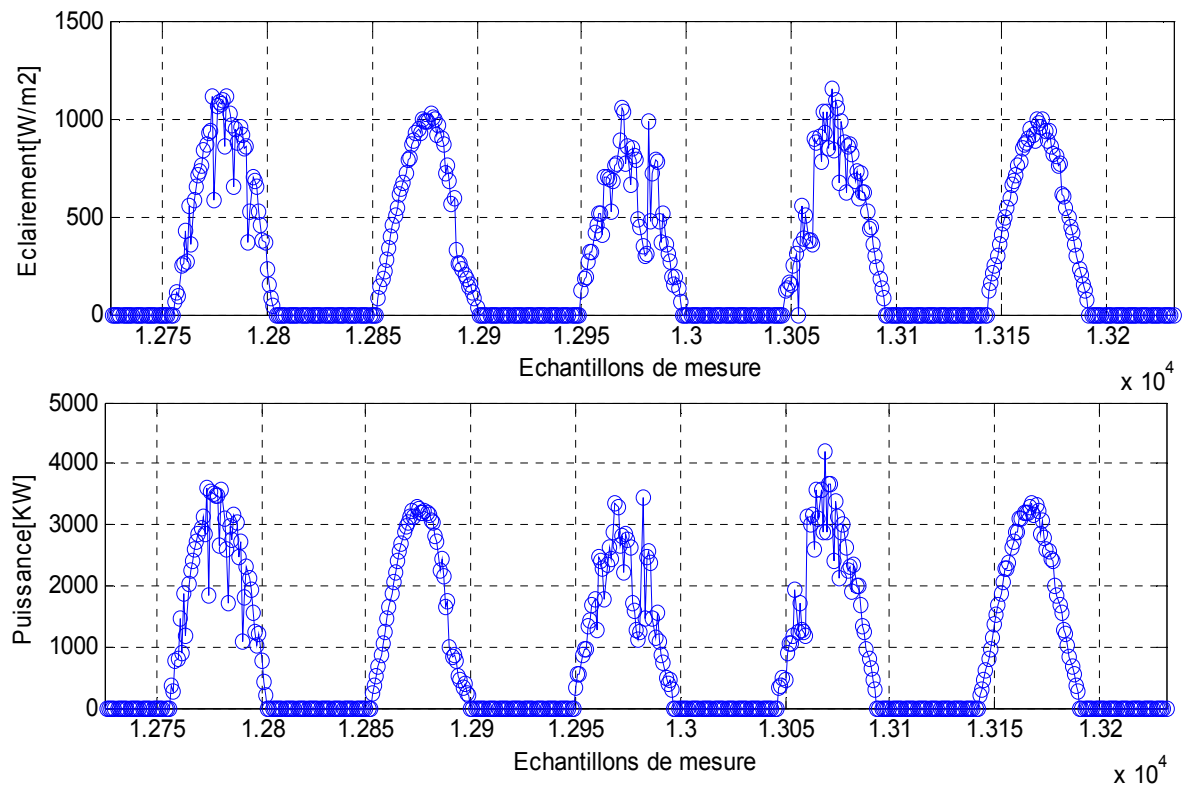 1500
1000
500
0
Eclairement[W/m2]
1.275 1.28 1.285 1.29 1.295 1.3 1.305 1.31 1.315 1.32
Echantillons de mesure
x 10^4
5000
4000
3000
2000
1000
0
Puissance[KW]
1.275 1.28 1.285 1.29 1.295 1.3 1.305 1.31 1.315 1.32
Echantillons de mesure
x 10^4